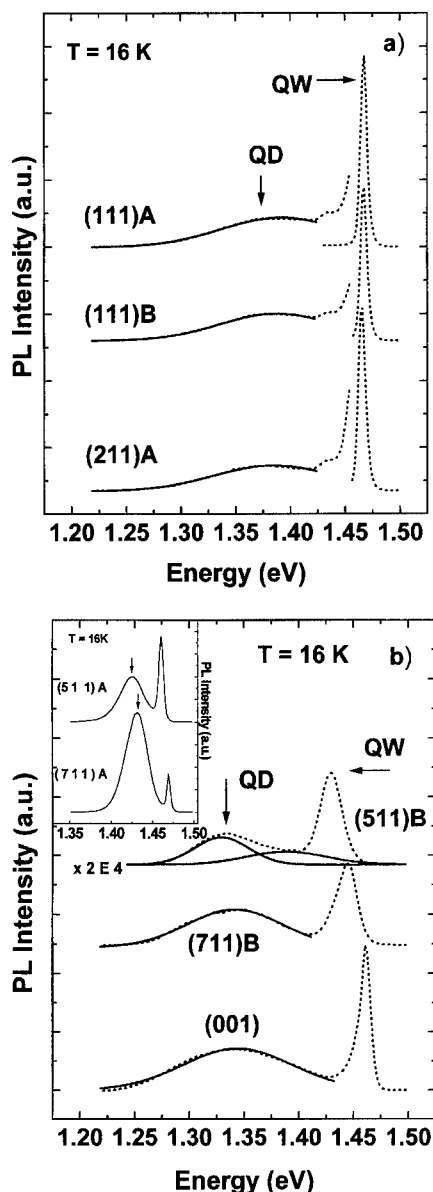 T = 16 K
a)
QW
QD
(111)A
(111)B
(211)A
PL Intensity (a.u.)
1.20 1.25 1.30 1.35 1.40 1.45 1.50
Energy (eV)
T = 16K
(5 1 1) A
(7 1 1) A
PL Intensity (a.u.)
1.35 1.40 1.45 1.50
T = 16 K
b)
QW
QD
(511)B
x 2 E 4
(711)B
(001)
PL Intensity (a.u.)
1.20 1.25 1.30 1.35 1.40 1.45 1.50
Energy (eV)